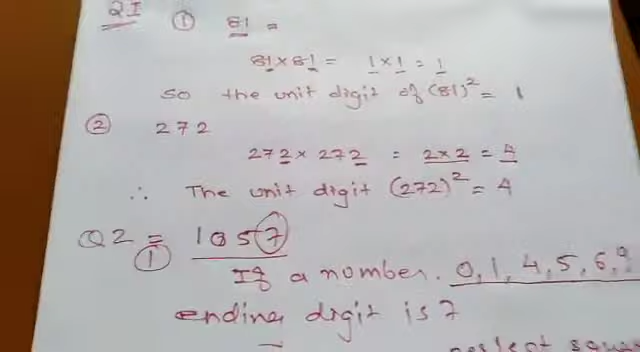 Q1 ① 81 =
81 x 81 = 1 x 1 = 1
So the unit digit of (81)² = 1
② 272
272 x 272 = 2 x 2 = 4
∴ The unit digit (272)² = 4
Q2 = ① 1057
If a number. 0, 1, 4, 5, 6, 9
ending digit is 7